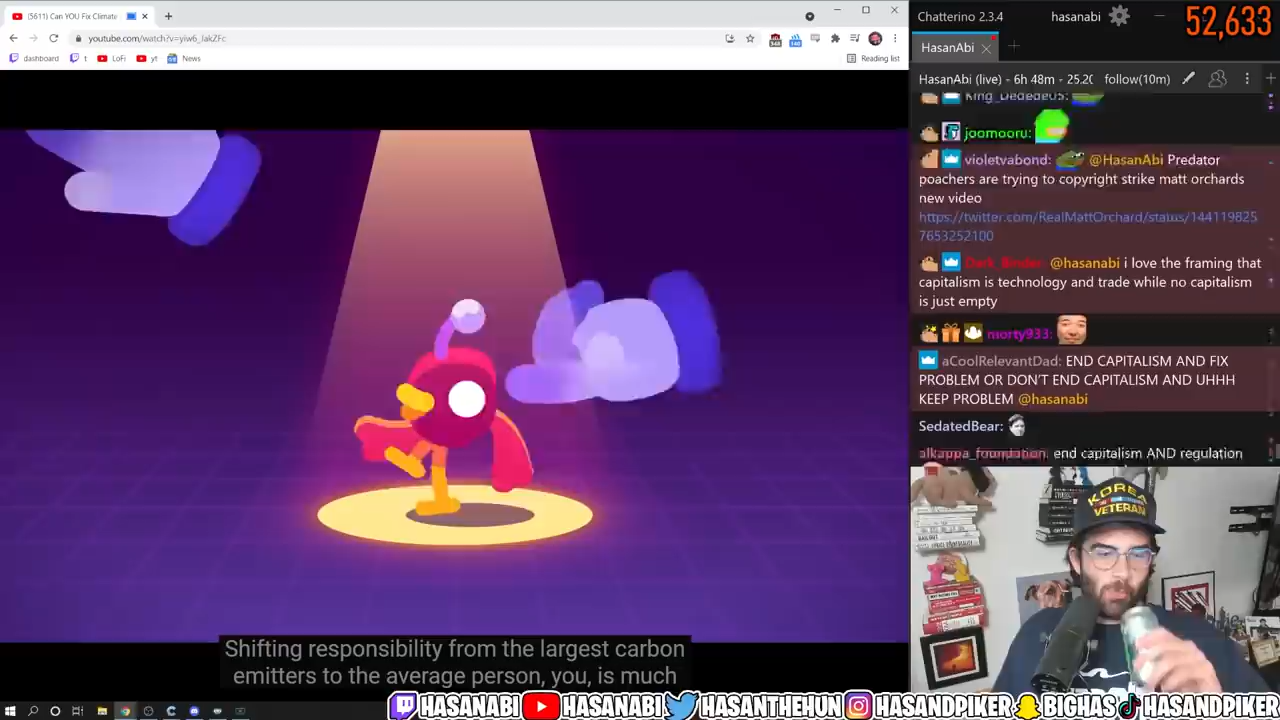 (5611) Can YOU Fix Climate
youtube.com/watch?v=yiw6_lakZFc
dashboard
t
LoFi
yt
News
Reading list
Chatterino 2.3.4
hasanabi
52,633
HasanAbi
HasanAbi (live) - 6h 48m - 25.20
follow(10m)
King_DededeUS:
joomooru:
violetvabond: @HasanAbi Predator
poachers are trying to copyright strike matt orchards
new video
https://twitter.com/RealMattOrchard/status/144119825
7653252100
@hasanabi i love the framing that
capitalism is technology and trade while no capitalism
is just empty
morty933:
aCoolRelevantDad: END CAPITALISM AND FIX
PROBLEM OR DON'T END CAPITALISM AND UHHH
KEEP PROBLEM @hasanabi
SedatedBear:
alkappa_foundation: end capitalism AND regulation
KOREA
VETERAN
Shifting responsibility from the largest carbon
emitters to the average person, you, is much
HASANABI
HASANABI
HASANTHEHUN
HASANDPIKER
BIGHAS
HASANDPIKER